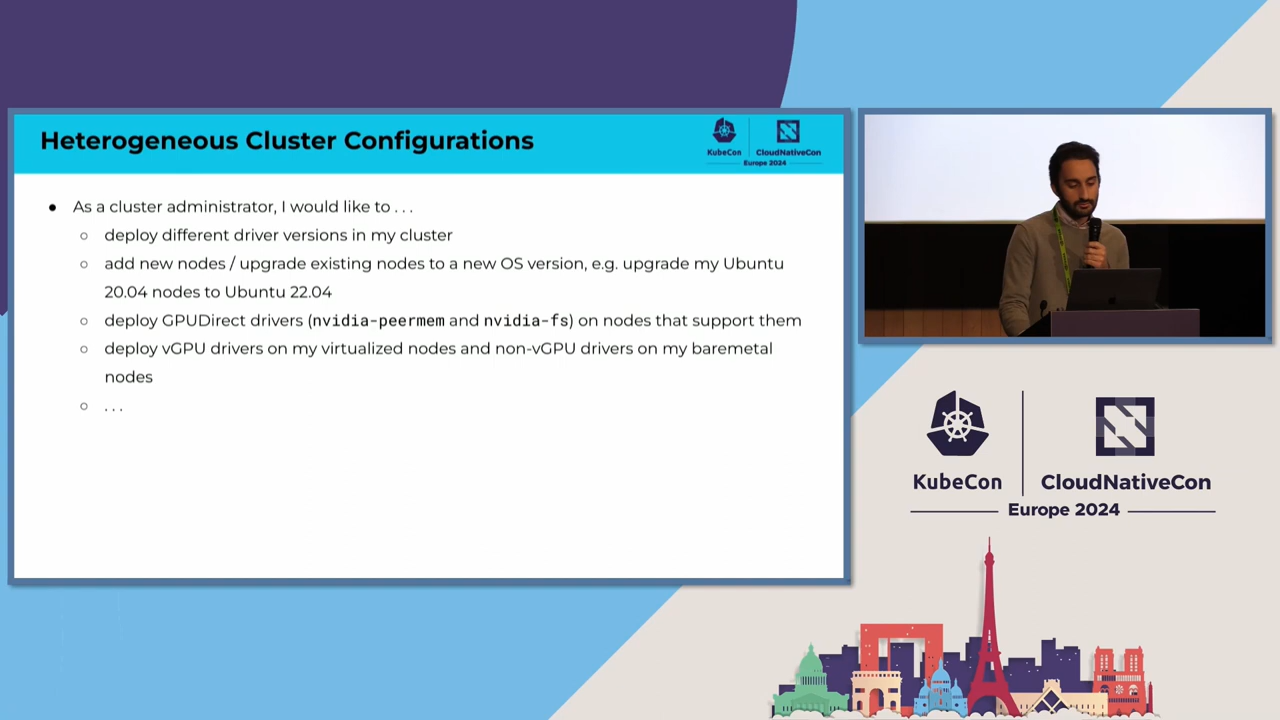 Heterogeneous Cluster Configurations
KubeCon
CloudNativeCon
Europe 2024
● As a cluster administrator, I would like to . . .
○ deploy different driver versions in my cluster
○ add new nodes / upgrade existing nodes to a new OS version, e.g. upgrade my Ubuntu
20.04 nodes to Ubuntu 22.04
○ deploy GPUDirect drivers (nvidia-peermem and nvidia-fs) on nodes that support them
○ deploy vGPU drivers on my virtualized nodes and non-vGPU drivers on my baremetal
nodes
○ . . .
KubeCon
CloudNativeCon
Europe 2024